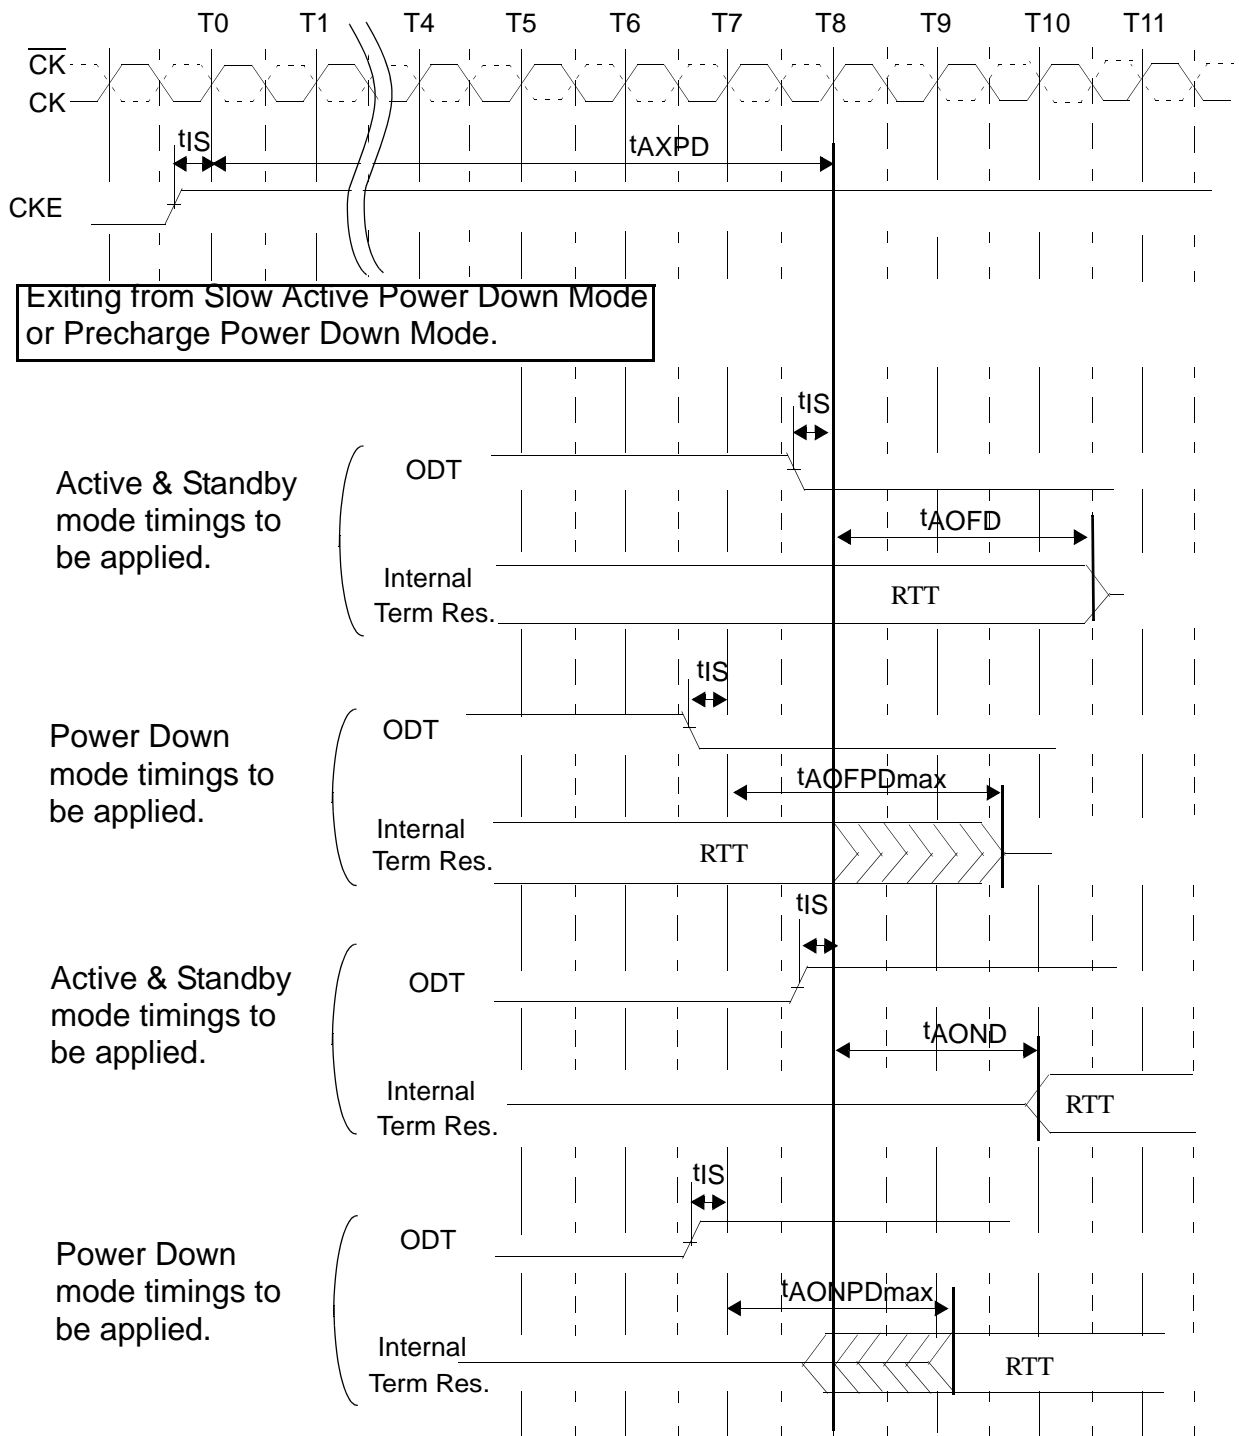 T0 T1 T4 T5 T6 T7 T8 T9 T10 T11
CK
CK
tIS
tAXPD
CKE
Exiting from Slow Active Power Down Mode
or Precharge Power Down Mode.
tIS
ODT
Active & Standby
mode timings to
be applied.
tAOFD
Internal
Term Res.
RTT
tIS
ODT
Power Down
mode timings to
be applied.
tAOFPDmax
Internal
Term Res.
RTT
tIS
ODT
Active & Standby
mode timings to
be applied.
tAOND
Internal
Term Res.
RTT
tIS
ODT
Power Down
mode timings to
be applied.
tAONPDmax
Internal
Term Res.
RTT